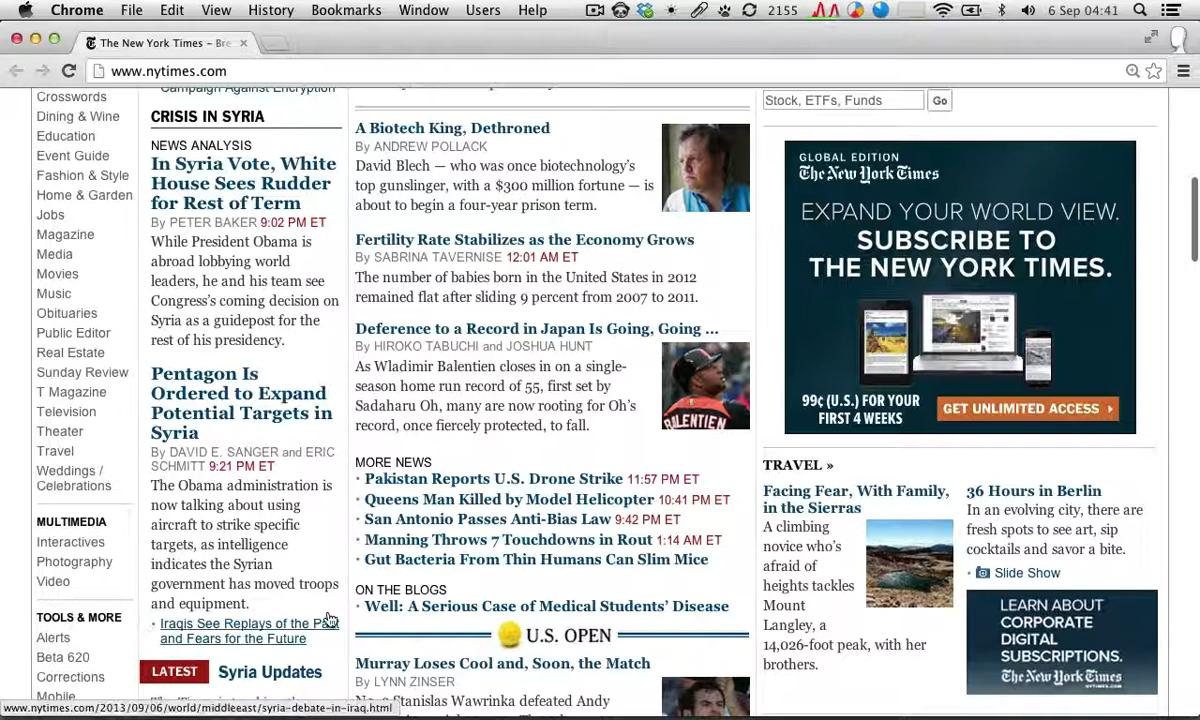 Chrome File Edit View History Bookmarks Window Users Help 2155 6 Sep 04:41
The New York Times - Bre
www.nytimes.com
Crosswords
Dining & Wine
Education
Event Guide
Fashion & Style
Home & Garden
Jobs
Magazine
Media
Movies
Music
Obituaries
Public Editor
Real Estate
Sunday Review
T Magazine
Television
Theater
Travel
Weddings /
Celebrations
MULTIMEDIA
Interactives
Photography
Video
TOOLS & MORE
Alerts
Beta 620
Corrections
Mobile
Campaign Against Encryption
CRISIS IN SYRIA
NEWS ANALYSIS
In Syria Vote, White
House Sees Rudder
for Rest of Term
By PETER BAKER 9:02 PM ET
While President Obama is
abroad lobbying world
leaders, he and his team see
Congress's coming decision on
Syria as a guidepost for the
rest of his presidency.
Pentagon Is
Ordered to Expand
Potential Targets in
Syria
By DAVID E. SANGER and ERIC
SCHMITT 9:21 PM ET
The Obama administration is
now talking about using
aircraft to strike specific
targets, as intelligence
indicates the Syrian
government has moved troops
and equipment.
Iraqis See Replays of the Past
and Fears for the Future
LATEST Syria Updates
A Biotech King, Dethroned
By ANDREW POLLACK
David Blech — who was once biotechnology's
top gunslinger, with a $300 million fortune — is
about to begin a four-year prison term.
Fertility Rate Stabilizes as the Economy Grows
By SABRINA TAVERNISE 12:01 AM ET
The number of babies born in the United States in 2012
remained flat after sliding 9 percent from 2007 to 2011.
Deference to a Record in Japan Is Going, Going ...
By HIROKO TABUCHI and JOSHUA HUNT
As Wladimir Balentien closes in on a single-
season home run record of 55, first set by
Sadaharu Oh, many are now rooting for Oh's
record, once fiercely protected, to fall.
BALENTIEN
MORE NEWS
Pakistan Reports U.S. Drone Strike 11:57 PM ET
Queens Man Killed by Model Helicopter 10:41 PM ET
San Antonio Passes Anti-Bias Law 9:42 PM ET
Manning Throws 7 Touchdowns in Rout 1:14 AM ET
Gut Bacteria From Thin Humans Can Slim Mice
ON THE BLOGS
Well: A Serious Case of Medical Students' Disease
U.S. OPEN
Murray Loses Cool and, Soon, the Match
By LYNN ZINSER
Stanislas Wawrinka defeated Andy
Stock, ETFs, Funds Go
GLOBAL EDITION
The New York Times
EXPAND YOUR WORLD VIEW.
SUBSCRIBE TO
THE NEW YORK TIMES.
99¢ (U.S.) FOR YOUR
FIRST 4 WEEKS
GET UNLIMITED ACCESS
TRAVEL »
Facing Fear, With Family,
in the Sierras
A climbing
novice who's
afraid of
heights tackles
Mount
Langley, a
14,026-foot peak, with her
brothers.
36 Hours in Berlin
In an evolving city, there are
fresh spots to see art, sip
cocktails and savor a bite.
Slide Show
LEARN ABOUT
CORPORATE
DIGITAL
SUBSCRIPTIONS.
The New York Times
NYTIMES.COM
www.nytimes.com/2013/09/06/world/middleeast/syria-debate-in-iraq.html